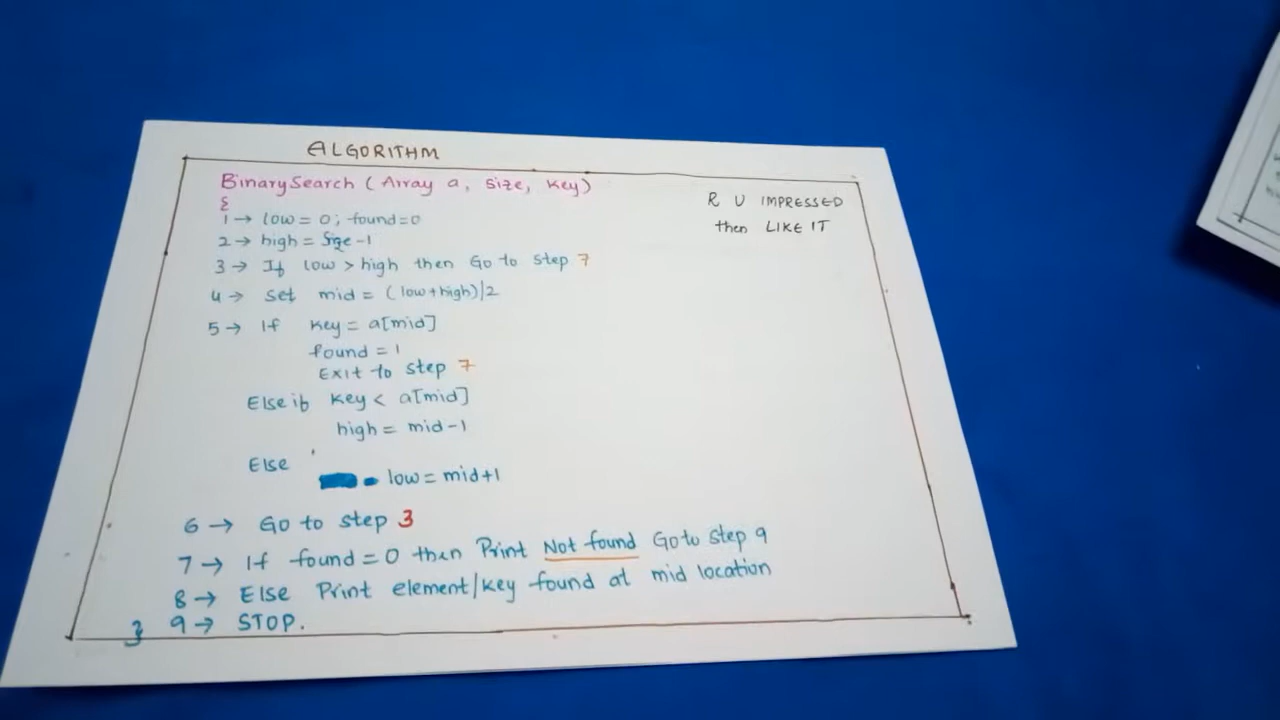 ALGORITHM
BinarySearch (Array a, size, key)
{
1→ low = 0; found=0
2→ high = Size-1
3→ If low > high then Go to step 7
4→ set mid = (low+high)/2
5→ If key = a[mid]
found = 1
Exit to step 7
Else if key < a[mid]
high = mid-1
Else
low = mid+1
6→ Go to step 3
7→ If found = 0 then Print Not found Goto step 9
8→ Else Print element/key found at mid location
} 9→ STOP.
R U IMPRESSED
then LIKE IT